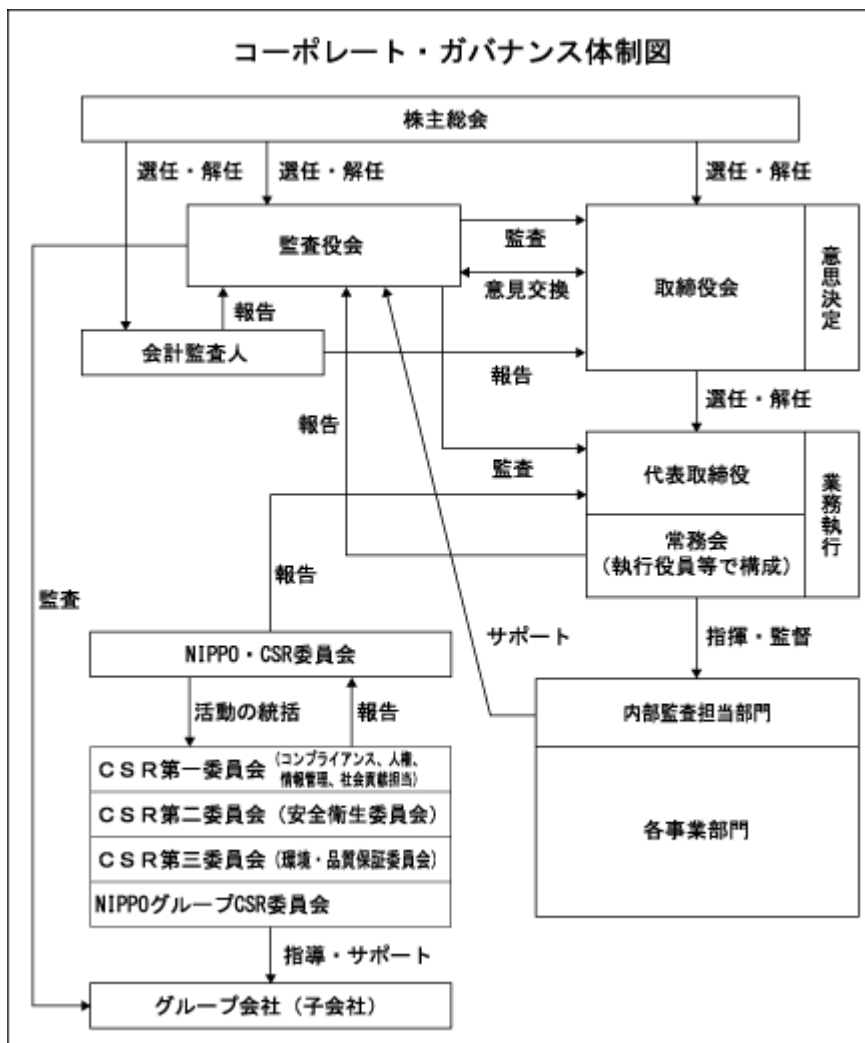 コーポレート・ガバナンス体制図
株主総会
選任・解任
選任・解任
選任・解任
監査役会
監査
意見交換
取締役会
意思決定
報告
会計監査人
報告
選任・解任
報告
監査
代表取締役
業務執行
常務会
(執行役員等で構成)
報告
監査
サポート
指揮・監督
NIPPO・CSR委員会
活動の統括
報告
内部監査担当部門
CSR第一委員会(コンプライアンス、人権、
情報管理、社会貢献担当)
CSR第二委員会(安全衛生委員会)
各事業部門
CSR第三委員会(環境・品質保証委員会)
NIPPOグループCSR委員会
指導・サポート
グループ会社(子会社)